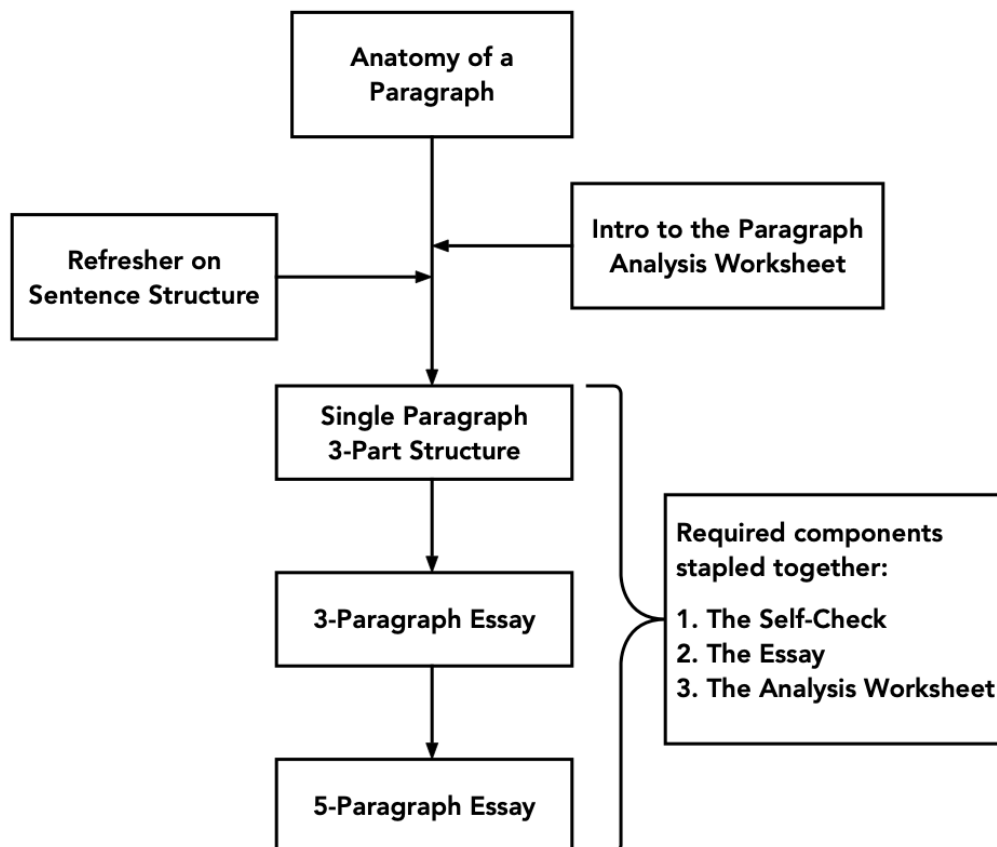 Anatomy of a
Paragraph
Intro to the Paragraph
Analysis Worksheet
Refresher on
Sentence Structure
Single Paragraph
3-Part Structure
Required components
stapled together:
1. The Self-Check
2. The Essay
3. The Analysis Worksheet
3-Paragraph Essay
5-Paragraph Essay